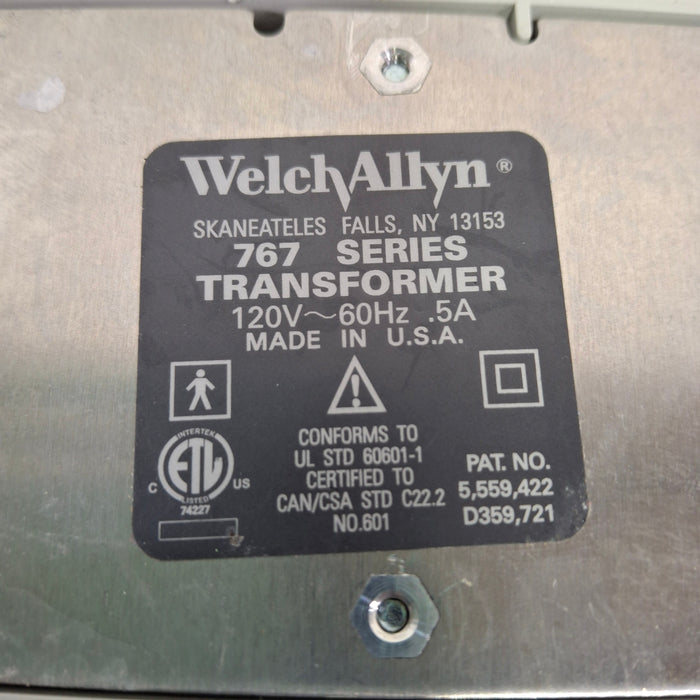 WelchAllyn®
SKANEATELES FALLS, NY 13153
767 SERIES
TRANSFORMER
120V~60Hz .5A
MADE IN U.S.A.
INTERTEK
ETL
LISTED
C US
74227
CONFORMS TO
UL STD 60601-1
CERTIFIED TO
CAN/CSA STD C22.2
NO.601
PAT. NO.
5,559,422
D359,721